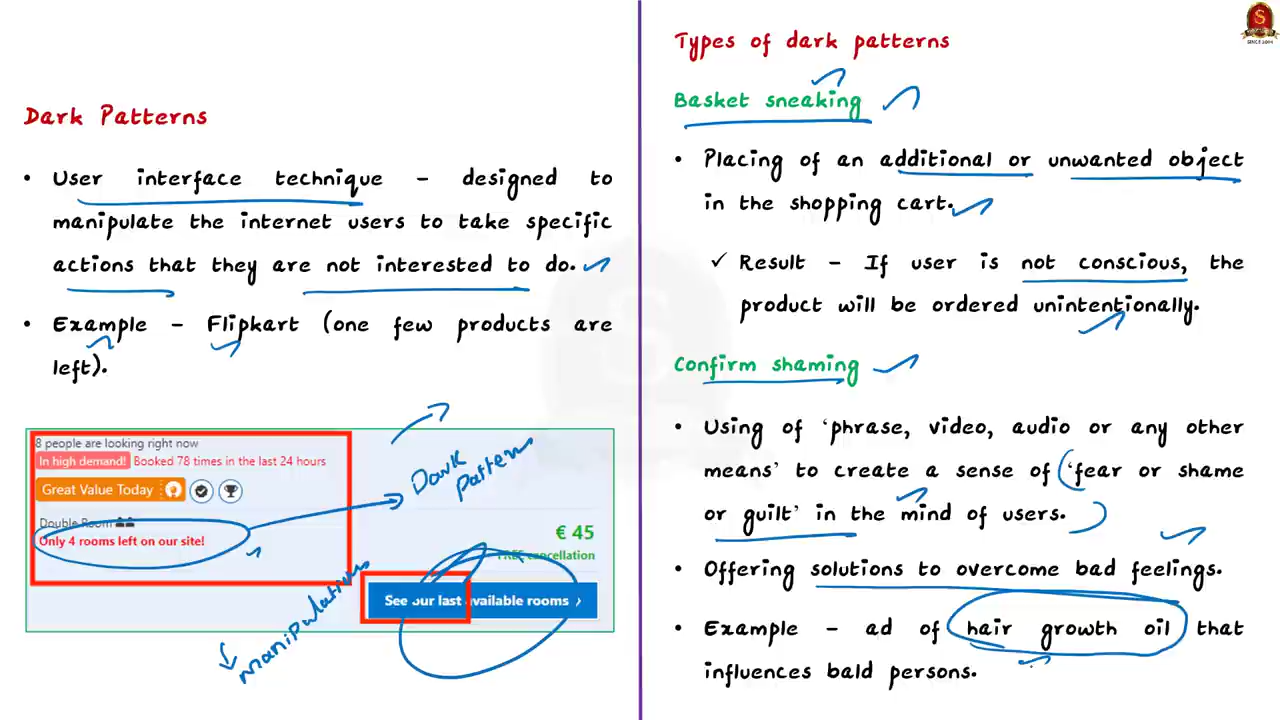 Dark Patterns
• User interface technique – designed to
manipulate the internet users to take specific
actions that they are not interested to do.
• Example – Flipkart (one few products are
left).
8 people are looking right now
In high demand! Booked 78 times in the last 24 hours
Great Value Today
Double Room
Only 4 rooms left on our site!
€ 45
FREE cancellation
See our last available rooms ›
Dark
Pattern
manipulation
S
SINCE 2004
Types of dark patterns
Basket sneaking
• Placing of an additional or unwanted object
in the shopping cart.
✓ Result – If user is not conscious, the
product will be ordered unintentionally.
Confirm shaming
• Using of ‘phrase, video, audio or any other
means’ to create a sense of ‘fear or shame
or guilt’ in the mind of users.
• Offering solutions to overcome bad feelings.
• Example – ad of hair growth oil that
influences bald persons.